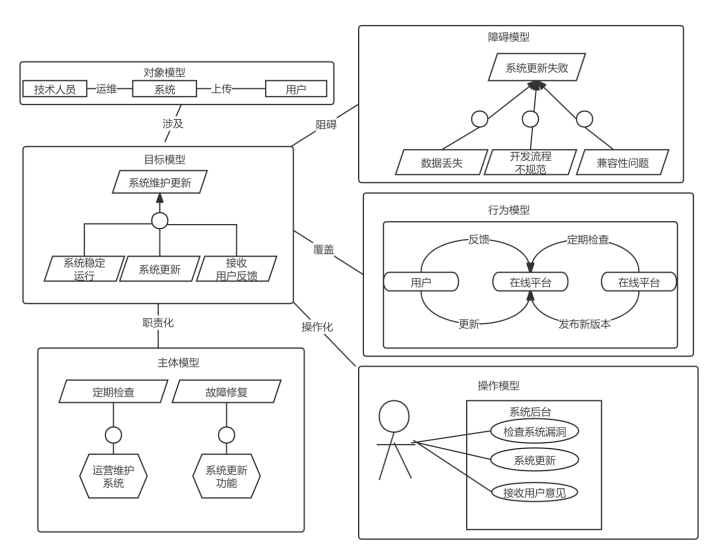 对象模型
技术人员
运维
系统
上传
用户
涉及
障碍模型
系统更新失败
数据丢失
开发流程
不规范
兼容性问题
阻碍
目标模型
系统维护更新
系统稳定
运行
系统更新
接收
用户反馈
覆盖
行为模型
反馈
定期检查
用户
在线平台
在线平台
更新
发布新版本
职责化
操作化
主体模型
定期检查
故障修复
运营维护
系统
系统更新
功能
操作模型
系统后台
检查系统漏洞
系统更新
接收用户意见